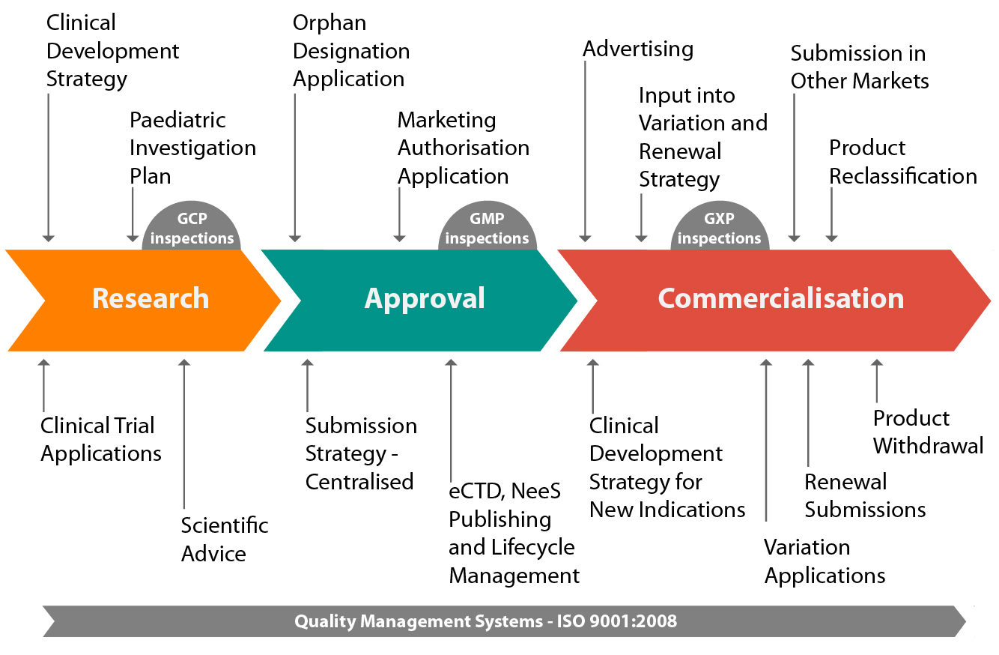 Clinical
Development
Strategy
Paediatric
Investigation
Plan
Orphan
Designation
Application
Marketing
Authorisation
Application
Advertising
Input into
Variation and
Renewal
Strategy
Submission in
Other Markets
Product
Reclassification
GCP
inspections
GMP
inspections
GXP
inspections
Research
Approval
Commercialisation
Clinical Trial
Applications
Scientific
Advice
Submission
Strategy -
Centralised
eCTD, NeeS
Publishing
and Lifecycle
Management
Clinical
Development
Strategy for
New Indications
Variation
Applications
Renewal
Submissions
Product
Withdrawal
Quality Management Systems - ISO 9001:2008